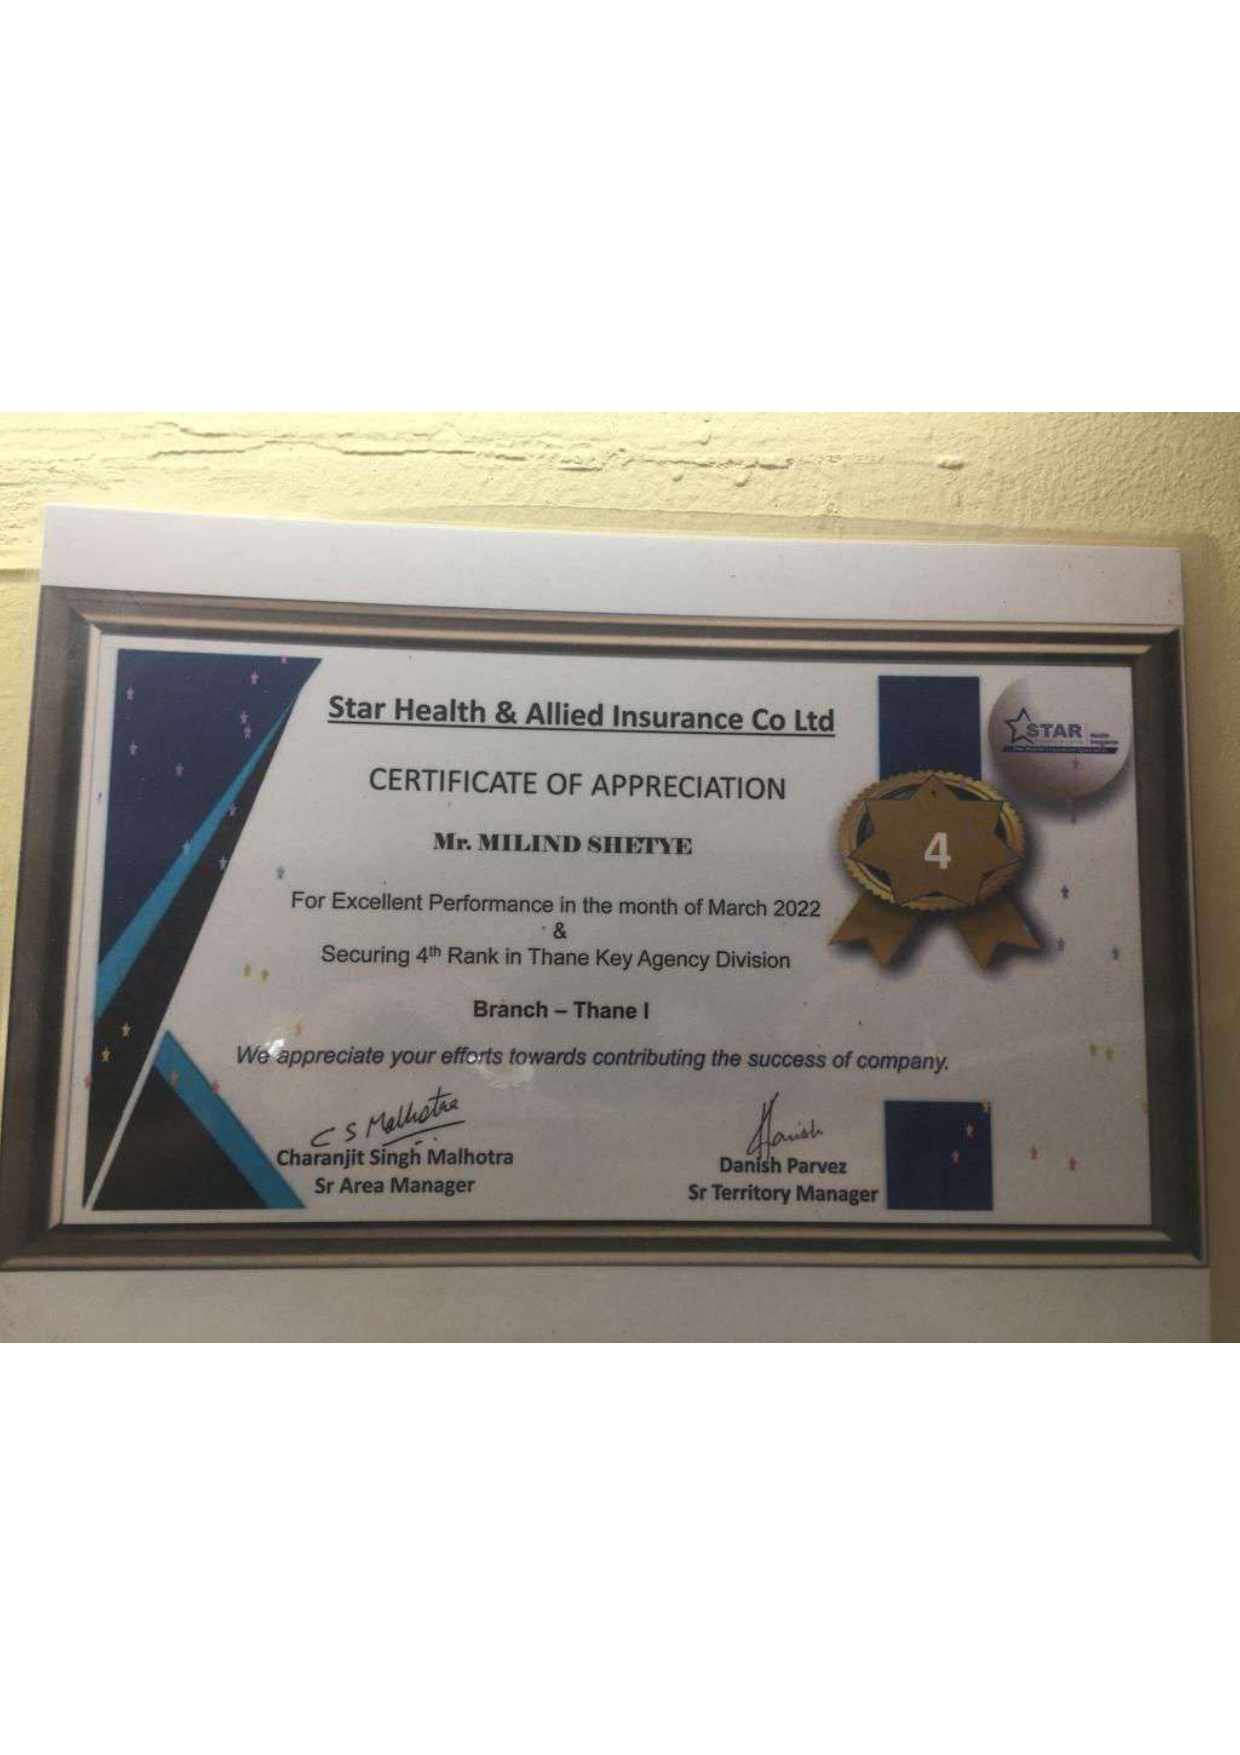 Star Health & Allied Insurance Co Ltd
STAR
Health
Insurance
CERTIFICATE OF APPRECIATION
Mr. MILIND SHETYE
4
For Excellent Performance in the month of March 2022
&
Securing 4th Rank in Thane Key Agency Division
Branch – Thane I
We appreciate your efforts towards contributing the success of company.
C S Malhotra
Danish
Charanjit Singh Malhotra
Danish Parvez
Sr Area Manager
Sr Territory Manager